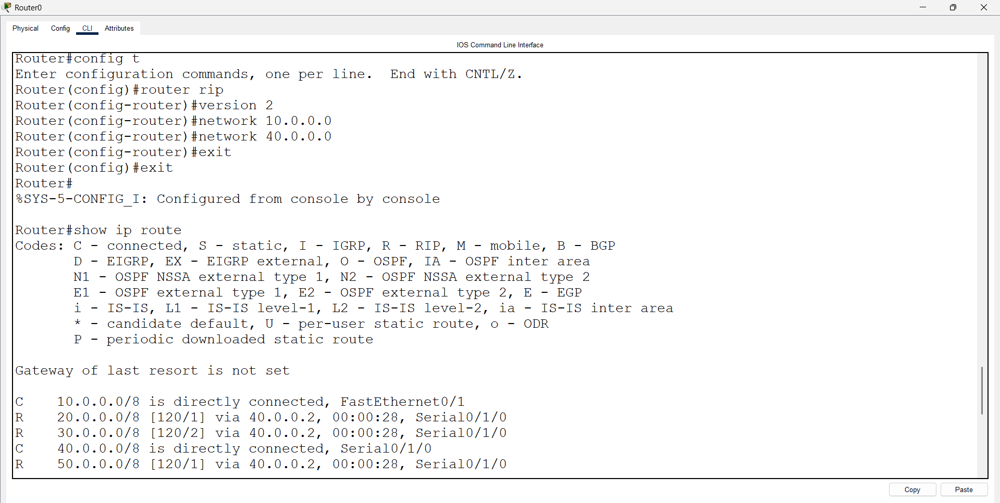 Router0
Physical Config CLI Attributes
IOS Command Line Interface
Router#config t
Enter configuration commands, one per line.  End with CNTL/Z.
Router(config)#router rip
Router(config-router)#version 2
Router(config-router)#network 10.0.0.0
Router(config-router)#network 40.0.0.0
Router(config-router)#exit
Router(config)#exit
Router#
%SYS-5-CONFIG_I: Configured from console by console
Router#show ip route
Codes: C - connected, S - static, I - IGRP, R - RIP, M - mobile, B - BGP
       D - EIGRP, EX - EIGRP external, O - OSPF, IA - OSPF inter area
       N1 - OSPF NSSA external type 1, N2 - OSPF NSSA external type 2
       E1 - OSPF external type 1, E2 - OSPF external type 2, E - EGP
       i - IS-IS, L1 - IS-IS level-1, L2 - IS-IS level-2, ia - IS-IS inter area
       * - candidate default, U - per-user static route, o - ODR
       P - periodic downloaded static route
Gateway of last resort is not set
C    10.0.0.0/8 is directly connected, FastEthernet0/1
R    20.0.0.0/8 [120/1] via 40.0.0.2, 00:00:28, Serial0/1/0
R    30.0.0.0/8 [120/2] via 40.0.0.2, 00:00:28, Serial0/1/0
C    40.0.0.0/8 is directly connected, Serial0/1/0
R    50.0.0.0/8 [120/1] via 40.0.0.2, 00:00:28, Serial0/1/0
Copy Paste